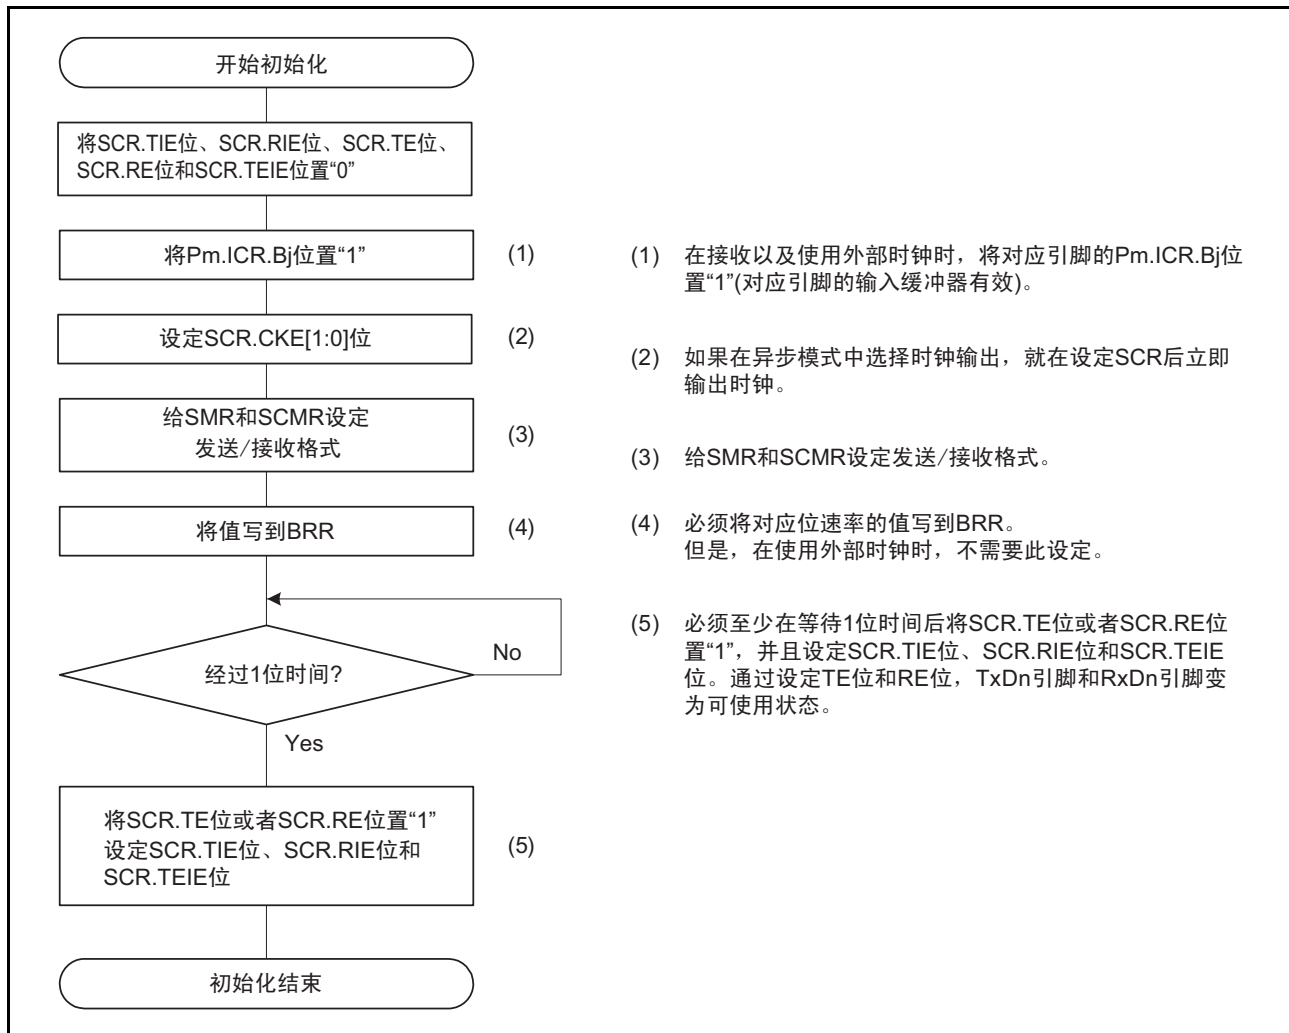 开始初始化
将SCR.TIE位、SCR.RIE位、SCR.TE位、
SCR.RE位和SCR.TEIE位置“0”
将Pm.ICR.Bj位置“1”
(1)
设定SCR.CKE[1:0]位
(2)
给SMR和SCMR设定
发送/接收格式
(3)
将值写到BRR
(4)
经过1位时间?
No
Yes
将SCR.TE位或者SCR.RE位置“1”
设定SCR.TIE位、SCR.RIE位和
SCR.TEIE位
(5)
初始化结束
(1) 在接收以及使用外部时钟时，将对应引脚的Pm.ICR.Bj位
置“1”(对应引脚的输入缓冲器有效)。
(2) 如果在异步模式中选择时钟输出，就在设定SCR后立即
输出时钟。
(3) 给SMR和SCMR设定发送/接收格式。
(4) 必须将对应位速率的值写到BRR。
但是，在使用外部时钟时，不需要此设定。
(5) 必须至少在等待1位时间后将SCR.TE位或者SCR.RE位
置“1”，并且设定SCR.TIE位、SCR.RIE位和SCR.TEIE
位。通过设定TE位和RE位，TxDn引脚和RxDn引脚变
为可使用状态。